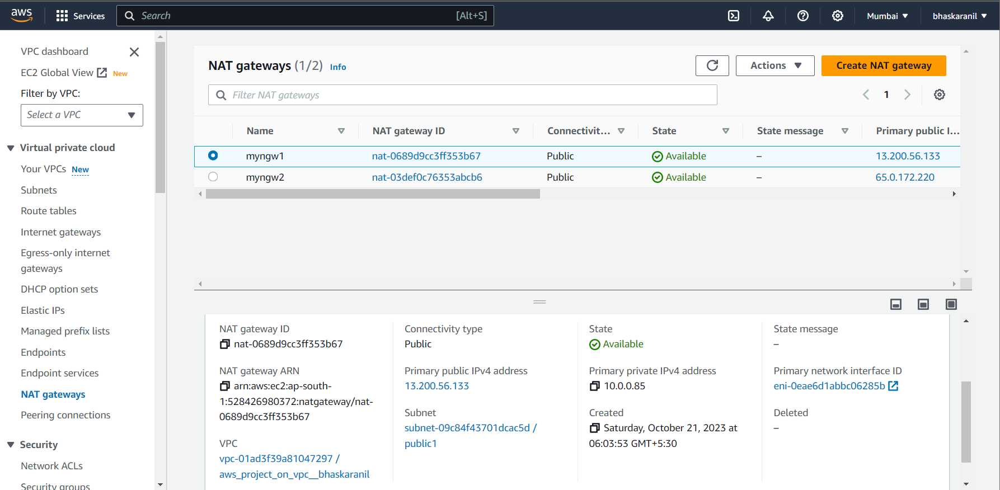 aws
Services
Search [Alt+S]
Mumbai
bhaskaranil
VPC dashboard
EC2 Global View New
Filter by VPC:
Select a VPC
Virtual private cloud
Your VPCs New
Subnets
Route tables
Internet gateways
Egress-only internet
gateways
DHCP option sets
Elastic IPs
Managed prefix lists
Endpoints
Endpoint services
NAT gateways
Peering connections
Security
Network ACLs
Security groups
NAT gateways (1/2) Info
Actions
Create NAT gateway
Filter NAT gateways
1
Name NAT gateway ID Connectivit... State State message Primary public I...
myngw1 nat-0689d9cc3ff353b67 Public Available – 13.200.56.133
myngw2 nat-03def0c76353abcb6 Public Available – 65.0.172.220
NAT gateway ID
nat-0689d9cc3ff353b67
NAT gateway ARN
arn:aws:ec2:ap-south-
1:528426980372:natgateway/nat-
0689d9cc3ff353b67
VPC
vpc-01ad3f39a81047297 /
aws_project_on_vpc__bhaskaranil
Connectivity type
Public
Primary public IPv4 address
13.200.56.133
Subnet
subnet-09c84f43701dcac5d /
public1
State
Available
Primary private IPv4 address
10.0.0.85
Created
Saturday, October 21, 2023 at
06:03:53 GMT+5:30
State message
–
Primary network interface ID
eni-0eae6d1abbc06285b
Deleted
–